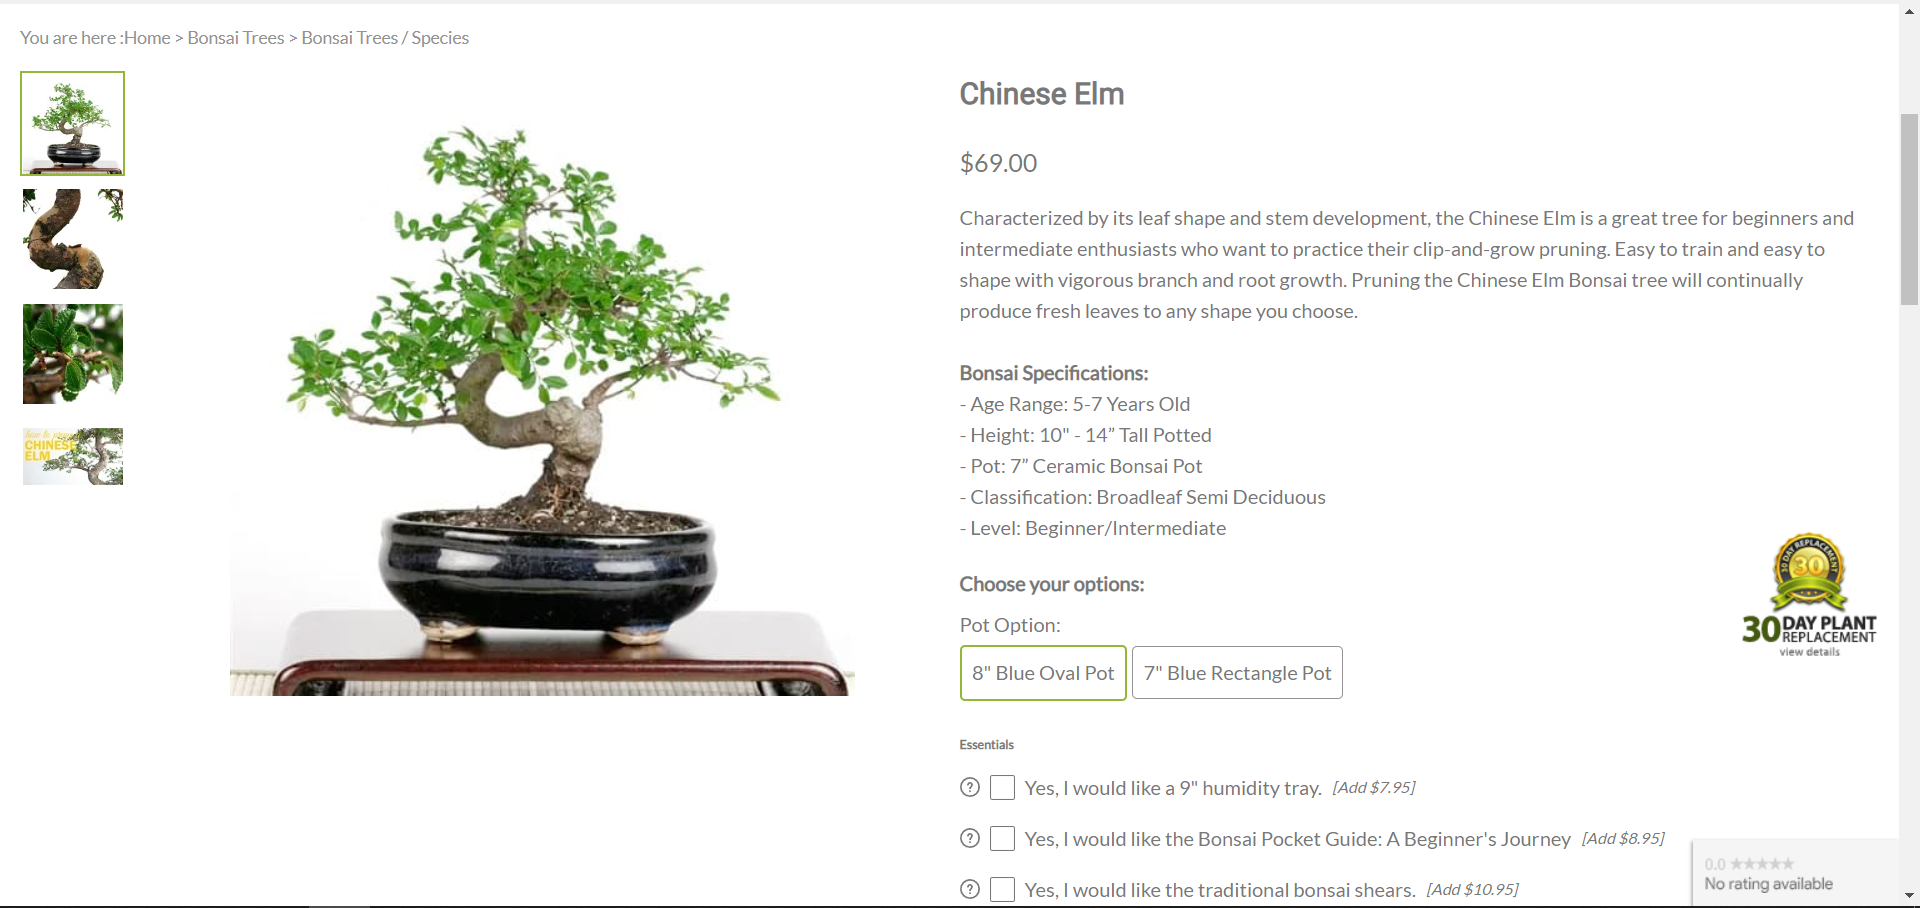 You are here :Home > Bonsai Trees > Bonsai Trees / Species
CHINESE
ELM
Chinese Elm
$69.00
Characterized by its leaf shape and stem development, the Chinese Elm is a great tree for beginners and
intermediate enthusiasts who want to practice their clip-and-grow pruning. Easy to train and easy to
shape with vigorous branch and root growth. Pruning the Chinese Elm Bonsai tree will continually
produce fresh leaves to any shape you choose.
Bonsai Specifications:
- Age Range: 5-7 Years Old
- Height: 10" - 14” Tall Potted
- Pot: 7” Ceramic Bonsai Pot
- Classification: Broadleaf Semi Deciduous
- Level: Beginner/Intermediate
30 DAY REPLACEMENT
30
30 DAY PLANT
REPLACEMENT
view details
Choose your options:
Pot Option:
8" Blue Oval Pot
7" Blue Rectangle Pot
Essentials
? Yes, I would like a 9" humidity tray. [Add $7.95]
? Yes, I would like the Bonsai Pocket Guide: A Beginner's Journey [Add $8.95]
? Yes, I would like the traditional bonsai shears. [Add $10.95]
0.0 ★★★★★
No rating available